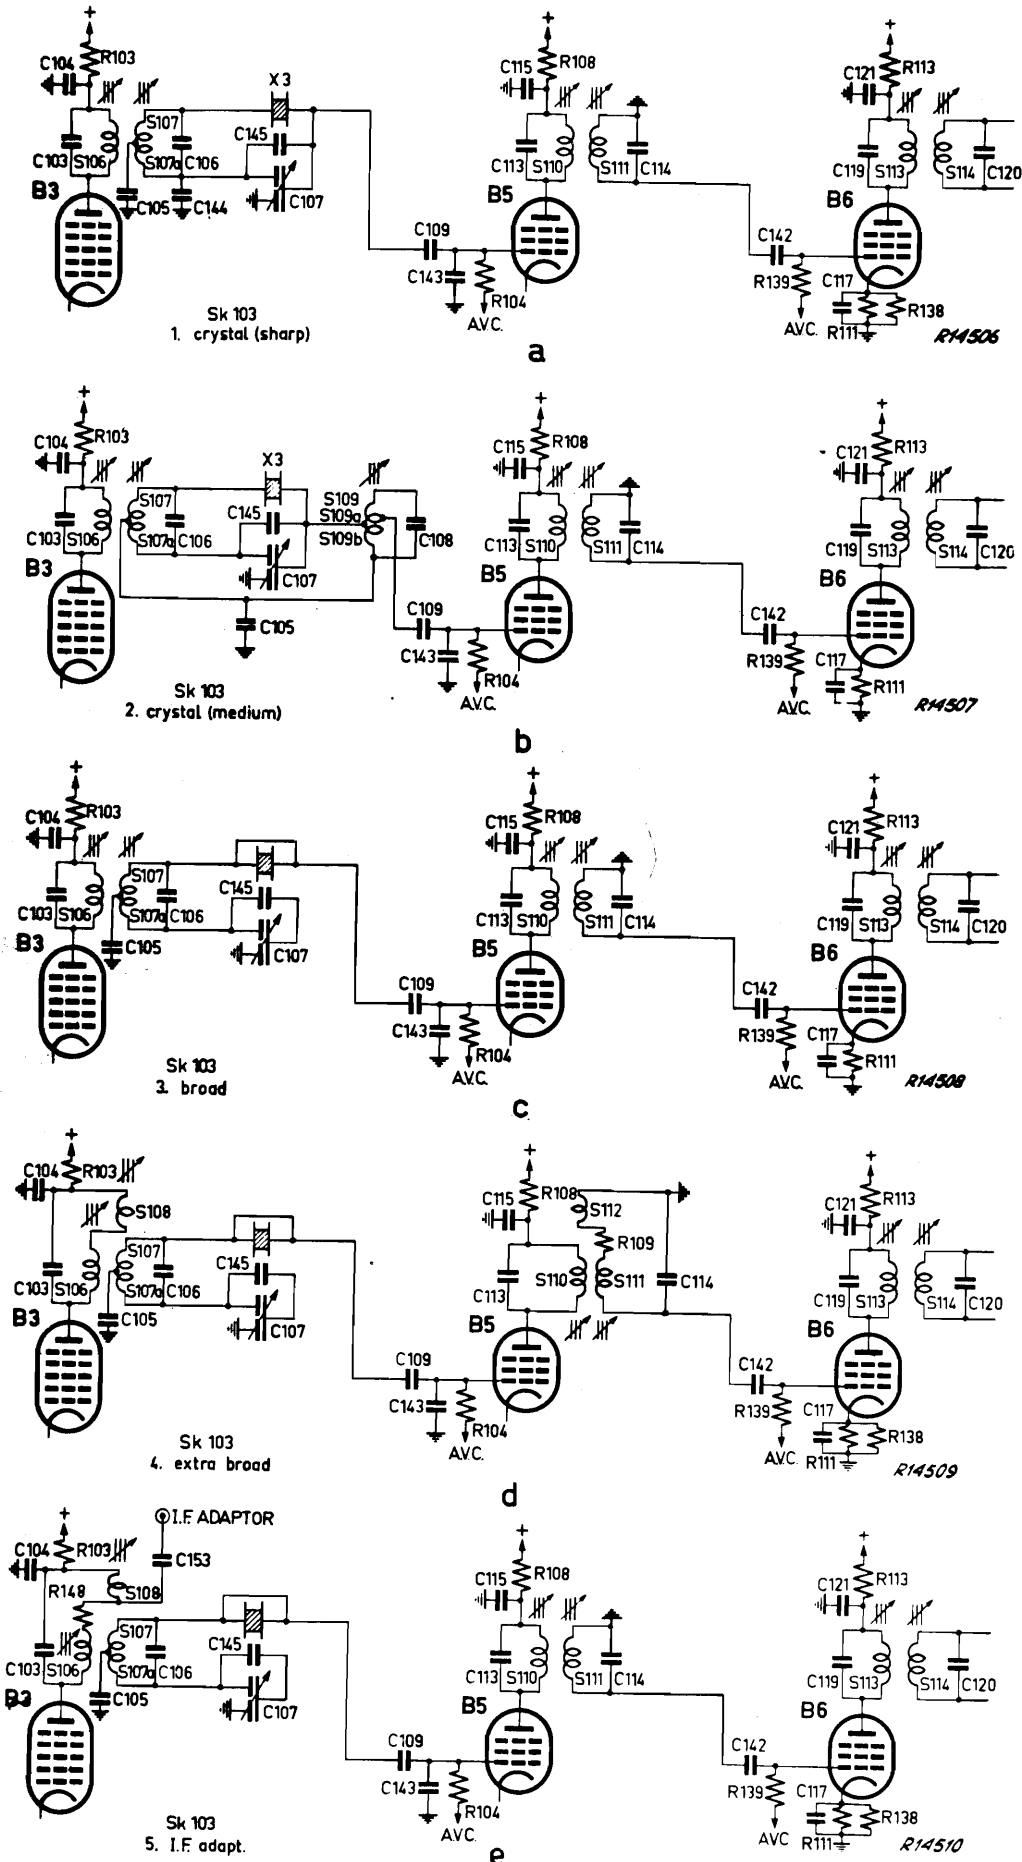 + + +
C104 R103 C115 R108 C121 R113
X3
S107 C145
C103 S106 S107a C106 C113 S110 S111 C114 C119 S113 S114 C120
B3 C105 C144 C107 B5 B6
C109 C142
C143 R104 R139 C117
A.V.C. R111 R138
Sk 103 AVC.
1. crystal (sharp) R14506
a
+ + +
C104 R103 C115 R108 C121 R113
X3
S107 C145 S109
S109a
C103 S106 S107a C106 S109b C108 C113 S110 S111 C114 C119 S113 S114 C120
B3 C107 B5 B6
C105 C109 C142
C143 R104 R139 C117 R111
Sk 103 A.V.C. AVC.
2. crystal (medium) R14507
b
+ + +
C104 R103 C115 R108 C121 R113
S107 C145
C103 S106 S107a C106 C113 S110 S111 C114 C119 S113 S114 C120
B3 C105 C107 B5 B6
C109 C142
C143 R104 R139 C117 R111
Sk 103 A.V.C. AVC.
3. broad R14508
c
+ + +
C104 R103 C115 R108 S112 C121 R113
S108
S107 C145 R109
C103 S106 S107a C106 C113 S110 S111 C114 C119 S113 S114 C120
B3 C105 C107 B5 B6
C109 C142
C143 R104 R139 C117
Sk 103 A.V.C. AVC. R111 R138
4. extra broad R14509
d
I.F. ADAPTOR
+ + +
C104 R103 C153 C115 R108 C121 R113
R148 S108
S107 C145
C103 S106 S107a C106 C113 S110 S111 C114 C119 S113 S114 C120
B3 C105 C107 B5 B6
C109 C142
C143 R104 R139 C117
Sk 103 A.V.C. AVC R111 R138
5. I.F. adapt. R14510
e